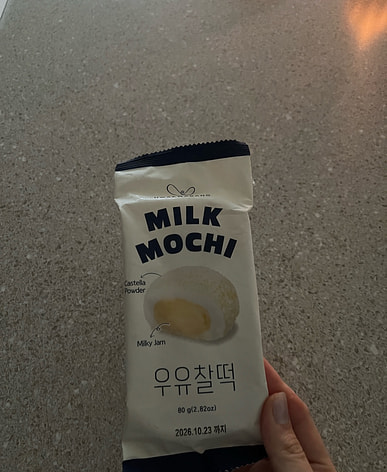 MILK
MOCHI
Castella
Powder
Milky Jam
우유찰떡
80 g(2.82oz)
2026.10.23 까지